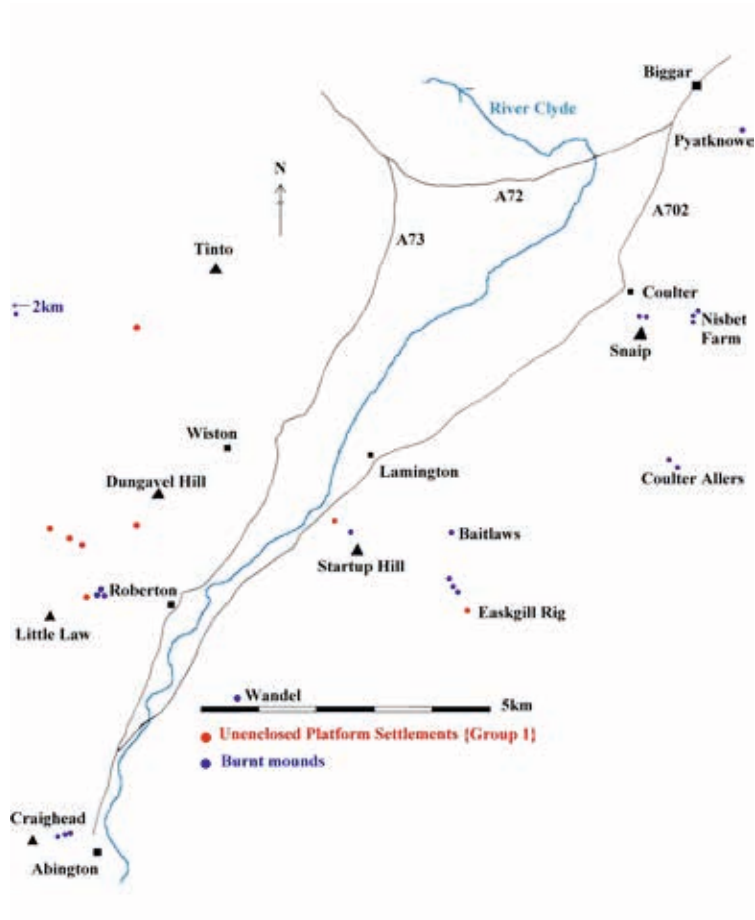 Biggar
River Clyde
Pyatknowe
N
A72
A702
A73
Tinto
2km
Coulter
Nisbet
Farm
Snaip
Wiston
Lamington
Dungavel Hill
Coulter Allers
Baitlaws
Startup Hill
Roberton
Easkgill Rig
Little Law
Wandel
5km
Unenclosed Platform Settlements {Group 1}
Burnt mounds
Craighead
Abington